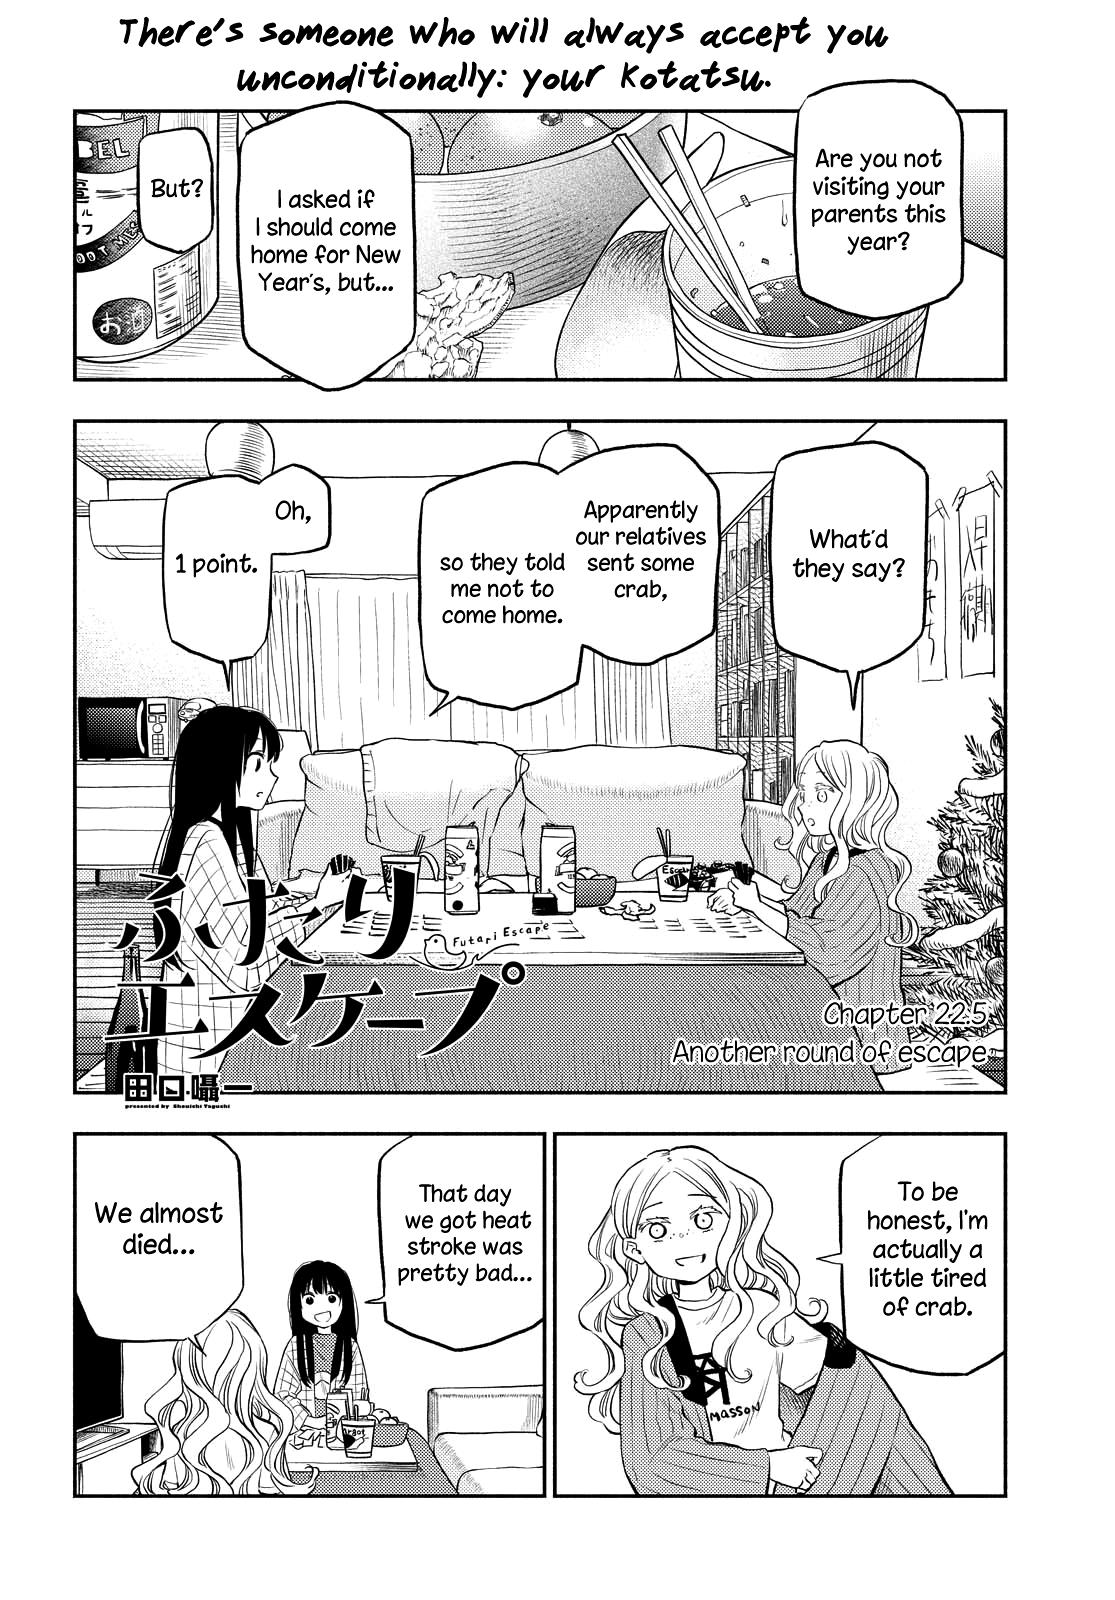 There's someone who will always accept you
unconditionally: your kotatsu.
Are you not
visiting your
parents this
year?
I asked if
I should come
home for New
Year's, but...
But?
BEL
お酒
What'd
they say?
Apparently
our relatives
sent some
crab,
so they told
me not to
come home.
Oh,
1 point.
Escape
ふたり
エスケープ
Futari Escape
田口囁一
presented by Shouichi Taguchi
Chapter 22.5
Another round of escape
To be
honest, I'm
actually a
little tired
of crab.
MASSON
That day
we got heat
stroke was
pretty bad...
We almost
died...